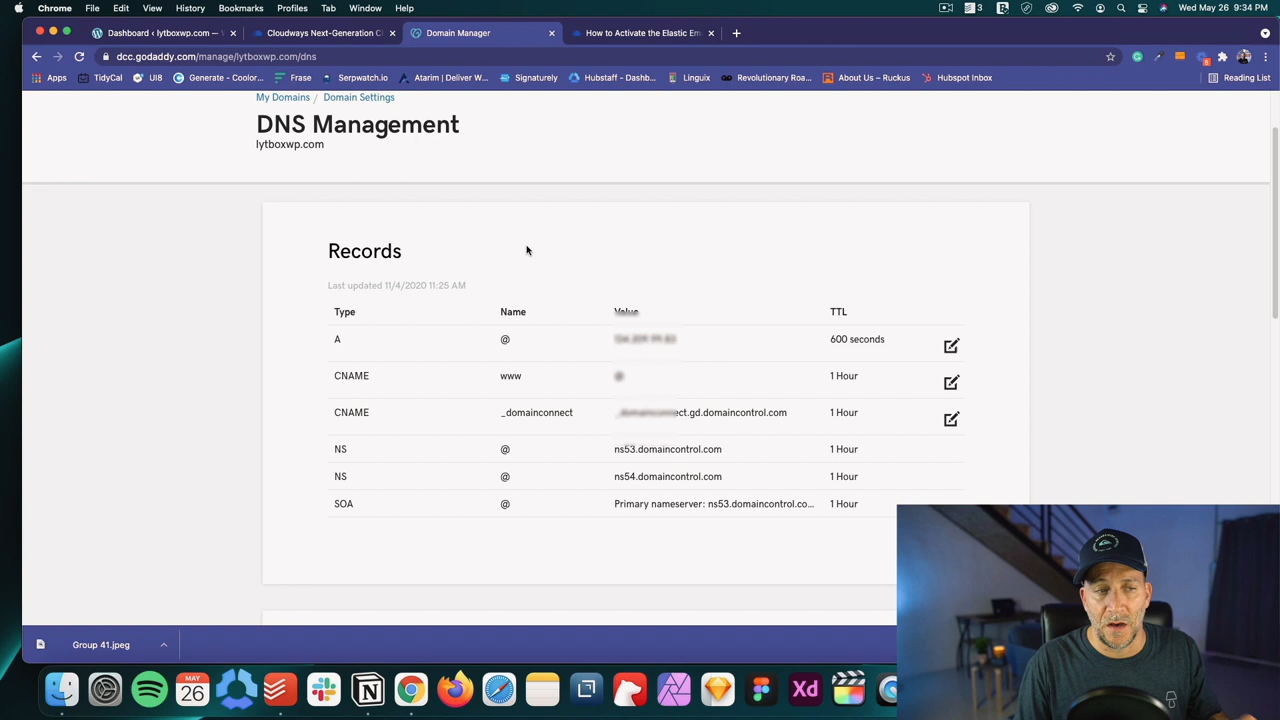 Chrome File Edit View History Bookmarks Profiles Tab Window Help 3 Wed May 26 9:34 PM
Dashboard ‹ lytboxwp.com — Cloudways Next-Generation C Domain Manager How to Activate the Elastic Em
dcc.godaddy.com/manage/lytboxwp.com/dns
Apps TidyCal UI8 Generate - Coolor... Frase Serpwatch.io Atarim | Deliver W... Signaturely Hubstaff - Dashb... Linguix Revolutionary Roa... About Us – Ruckus Hubspot Inbox Reading List
My Domains / Domain Settings
DNS Management
lytboxwp.com
Records
Last updated 11/4/2020 11:25 AM
Type Name Value TTL
A @ 600 seconds
CNAME www @ 1 Hour
CNAME _domainconnect _domainconnect.gd.domaincontrol.com 1 Hour
NS @ ns53.domaincontrol.com 1 Hour
NS @ ns54.domaincontrol.com 1 Hour
SOA @ Primary nameserver: ns53.domaincontrol.co... 1 Hour
Group 41.jpeg
MAY
26
Xd